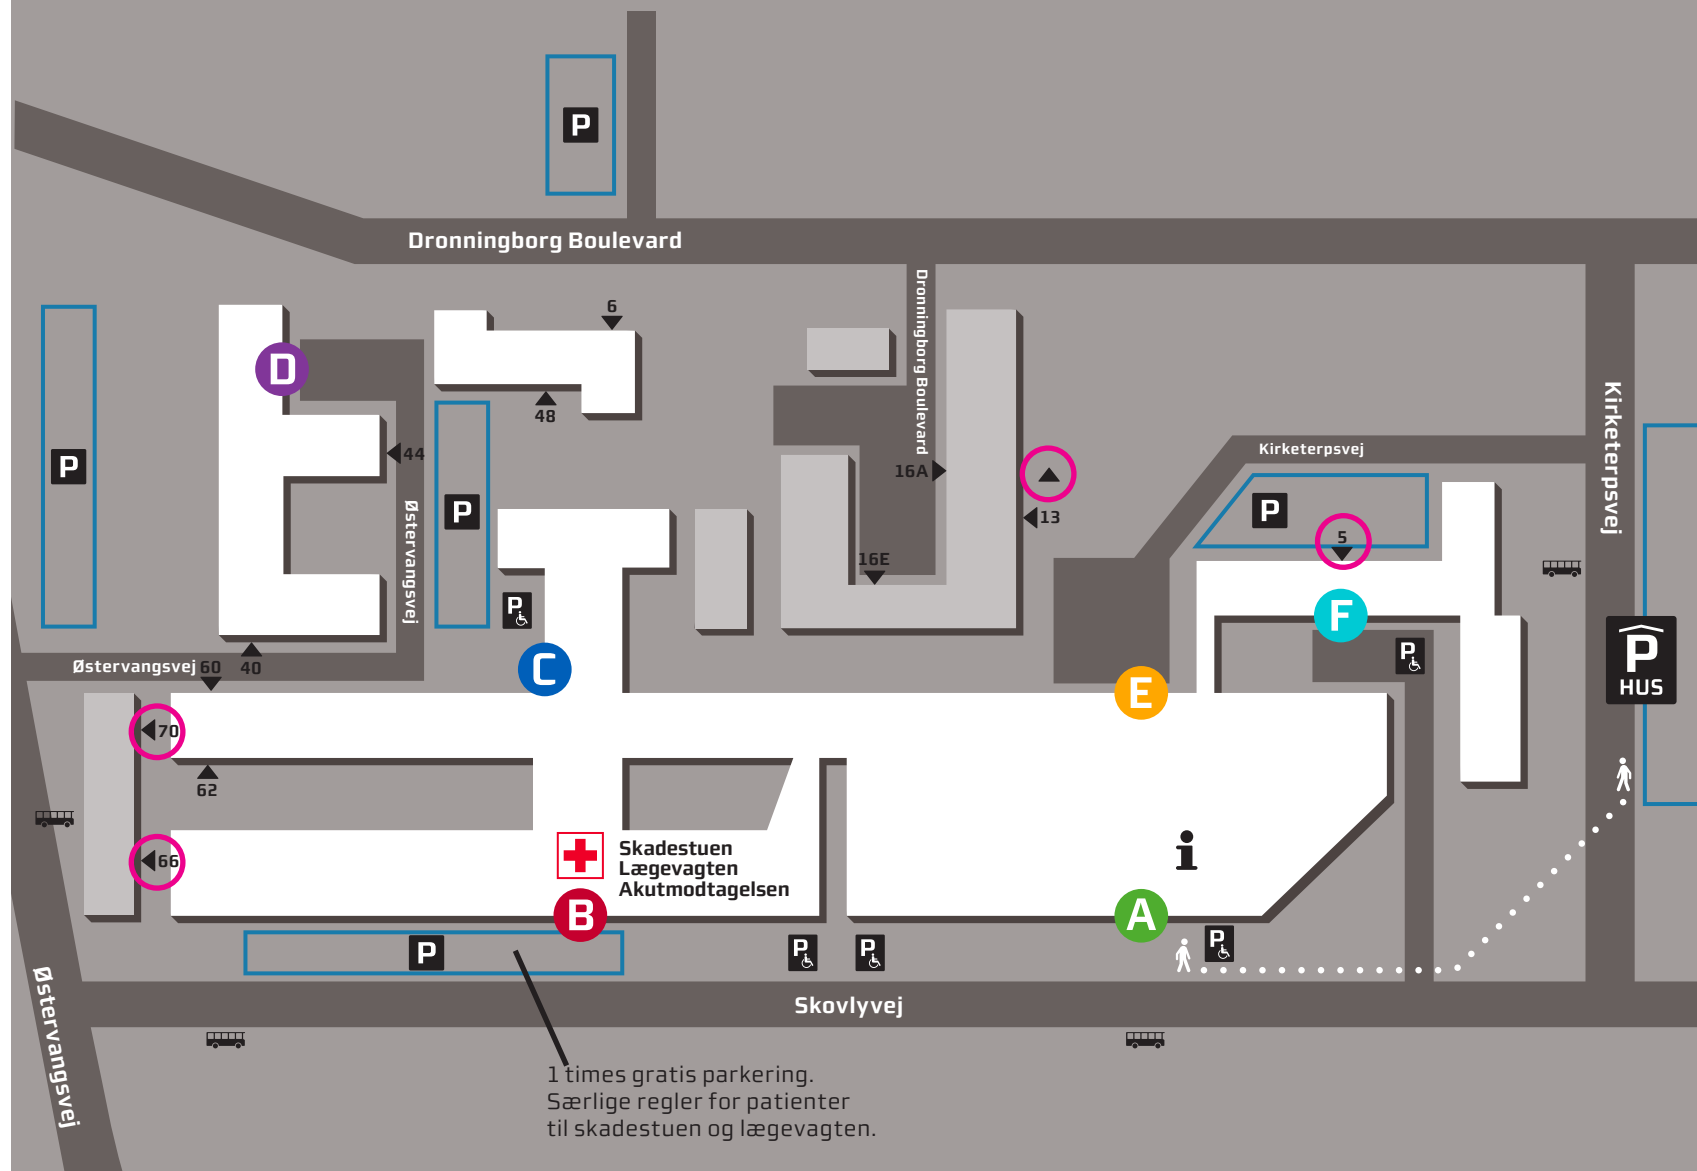 P
Dronningborg Boulevard
Dronningborg Boulevard
6
D
48
44
P
P
Østervangsvej
16A
13
16E
Kirketerpsvej
Kirketerpsvej
P
5
F
P
P
P
HUS
Østervangsvej
60
40
C
E
70
62
66
Skadestuen
Lægevagten
Akutmodtagelsen
i
B
A
P
P
P
P
Skovlyvej
Østervangsvej
1 times gratis parkering.
Særlige regler for patienter
til skadestuen og lægevagten.